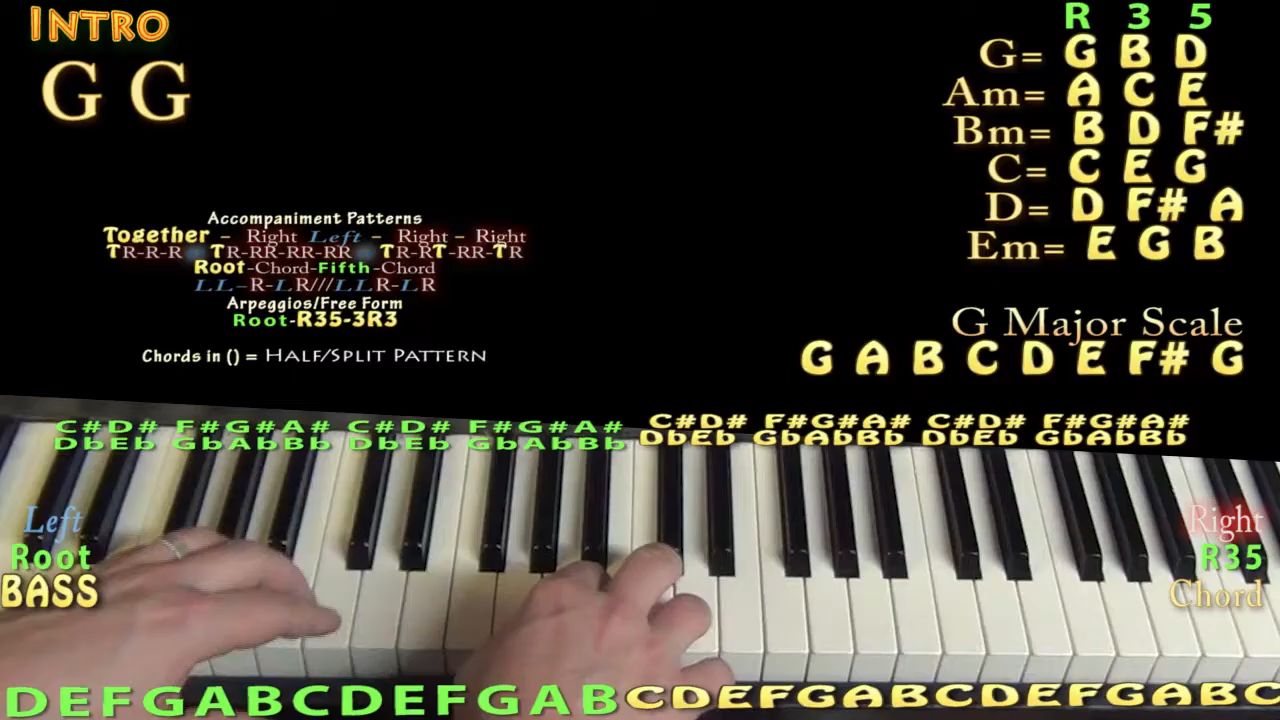 INTRO
G G
R 3 5
G= G B D
Am= A C E
Bm= B D F#
C= C E G
D= D F# A
Em= E G B
Accompaniment Patterns
Together – Right Left – Right – Right
TR-R-R TR-RR-RR-RR TR-RT-RR-TR
Root-Chord-Fifth-Chord
LL–R-LR///LLR-LR
Arpeggios/Free Form
Root-R35-3R3
Chords in () = HALF/SPLIT PATTERN
G Major Scale
G A B C D E F# G
C#D# F#G#A# C#D# F#G#A# C#D# F#G#A# C#D# F#G#A#
DbEb GbAbBb DbEb GbAbBb DbEb GbAbBb DbEb GbAbBb
Left
Root
BASS
Right
R35
Chord
DEFGABCDEFGABCDEFGABCDEFGABC